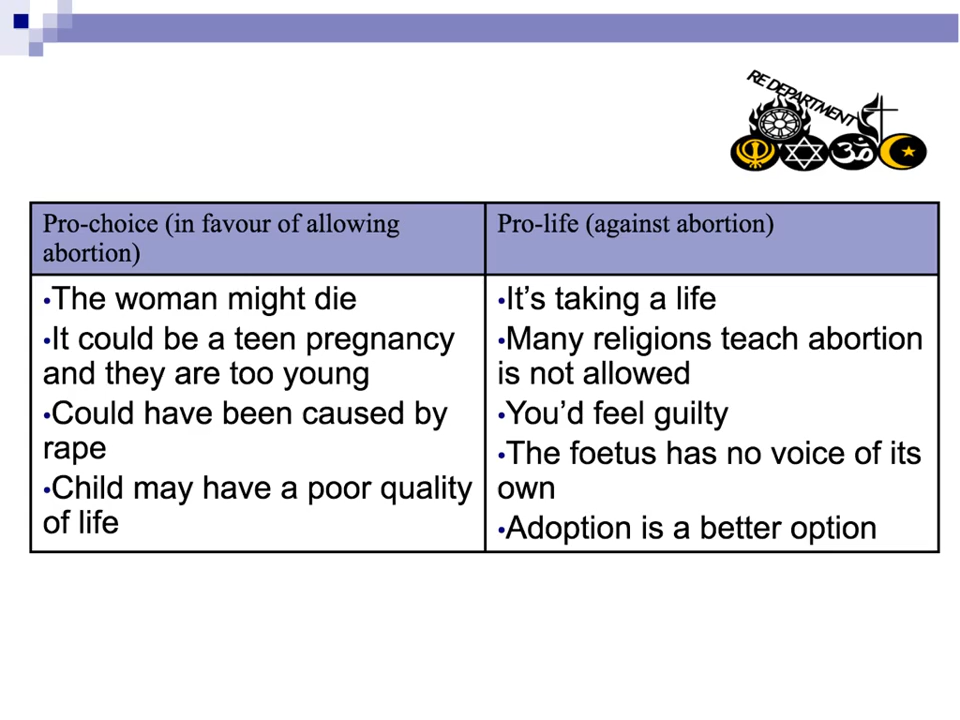 RE DEPARTMENT
ॐ
Pro-choice (in favour of allowing
abortion)
•The woman might die
•It could be a teen pregnancy
and they are too young
•Could have been caused by
rape
•Child may have a poor quality
of life
Pro-life (against abortion)
•It’s taking a life
•Many religions teach abortion
is not allowed
•You’d feel guilty
•The foetus has no voice of its
own
•Adoption is a better option